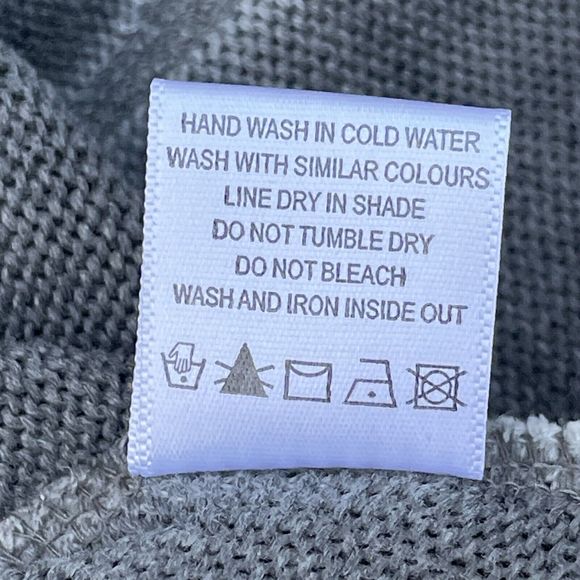 HAND WASH IN COLD WATER
WASH WITH SIMILAR COLOURS
LINE DRY IN SHADE
DO NOT TUMBLE DRY
DO NOT BLEACH
WASH AND IRON INSIDE OUT